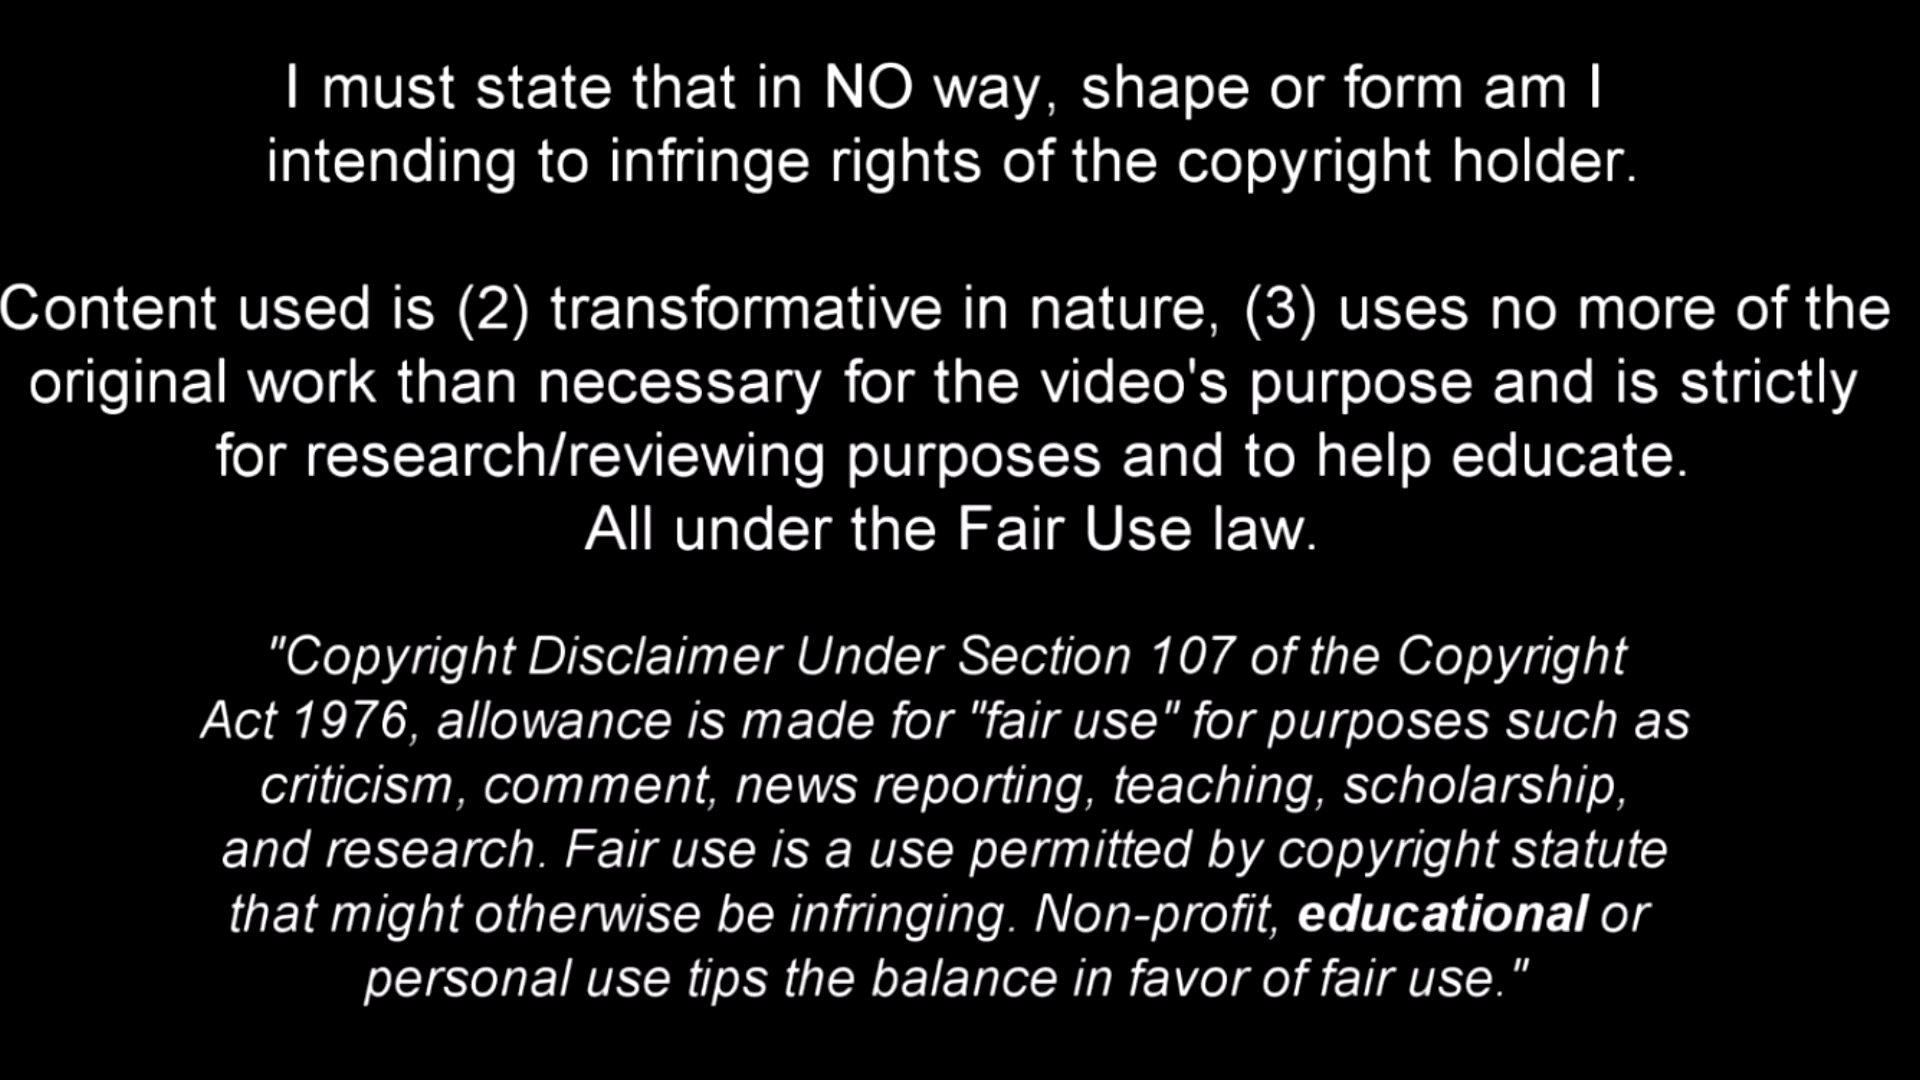 I must state that in NO way, shape or form am I
intending to infringe rights of the copyright holder.
Content used is (2) transformative in nature, (3) uses no more of the
original work than necessary for the video's purpose and is strictly
for research/reviewing purposes and to help educate.
All under the Fair Use law.
"Copyright Disclaimer Under Section 107 of the Copyright
Act 1976, allowance is made for "fair use" for purposes such as
criticism, comment, news reporting, teaching, scholarship,
and research. Fair use is a use permitted by copyright statute
that might otherwise be infringing. Non-profit, educational or
personal use tips the balance in favor of fair use."